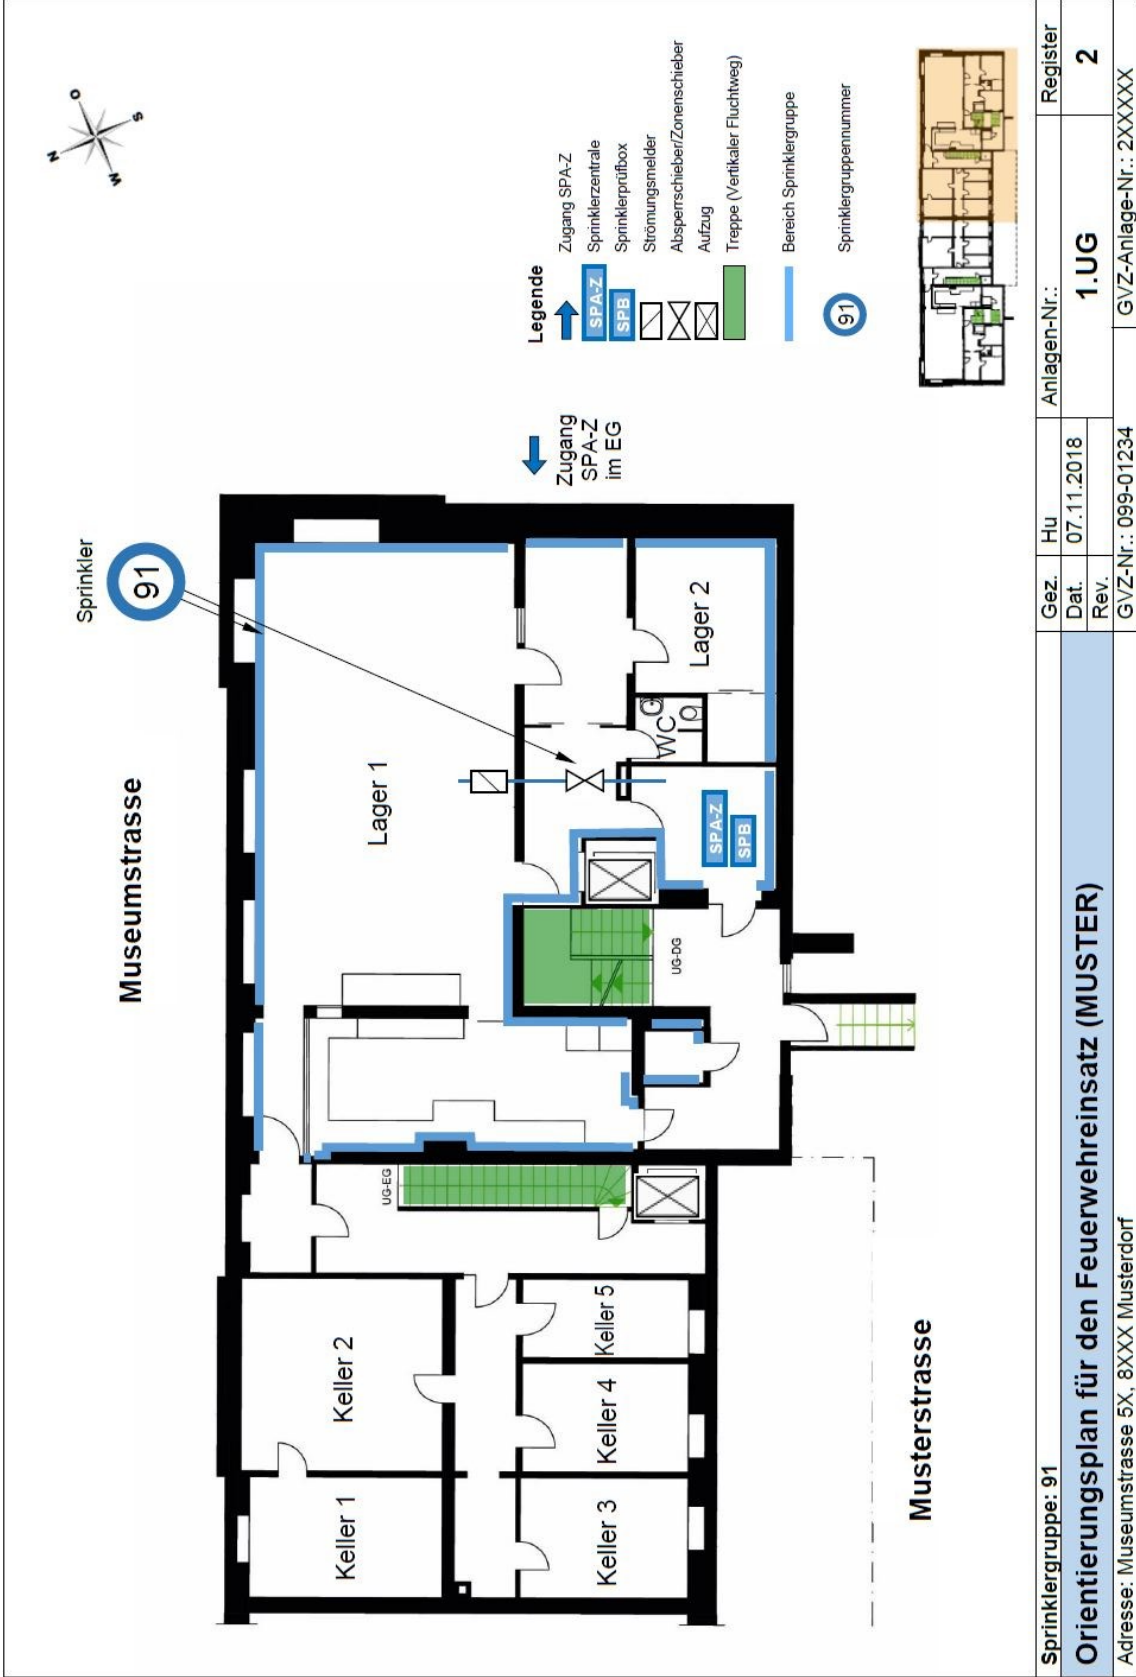 N
O
S
W
Museumstrasse
Sprinkler
91
Lager 1
Lager 2
WC
SPA-Z
SPB
UG-DG
UG-EG
Keller 1
Keller 2
Keller 3
Keller 4
Keller 5
Musterstrasse
Zugang
SPA-Z
im EG
Legende
Zugang SPA-Z
SPA-Z Sprinklerzentrale
SPB Sprinklerprüfbox
Strömungsmelder
Absperrschieber/Zonenschieber
Aufzug
Treppe (Vertikaler Fluchtweg)
Bereich Sprinklergruppe
91 Sprinklergruppennummer
Sprinklergruppe: 91
Gez. Hu
Anlagen-Nr.:
Register
Orientierungsplan für den Feuerwehreinsatz (MUSTER)
Dat. 07.11.2018
1.UG
2
Rev.
Adresse: Museumstrasse 5X, 8XXX Musterdorf
GVZ-Nr.: 099-01234
GVZ-Anlage-Nr.: 2XXXXX